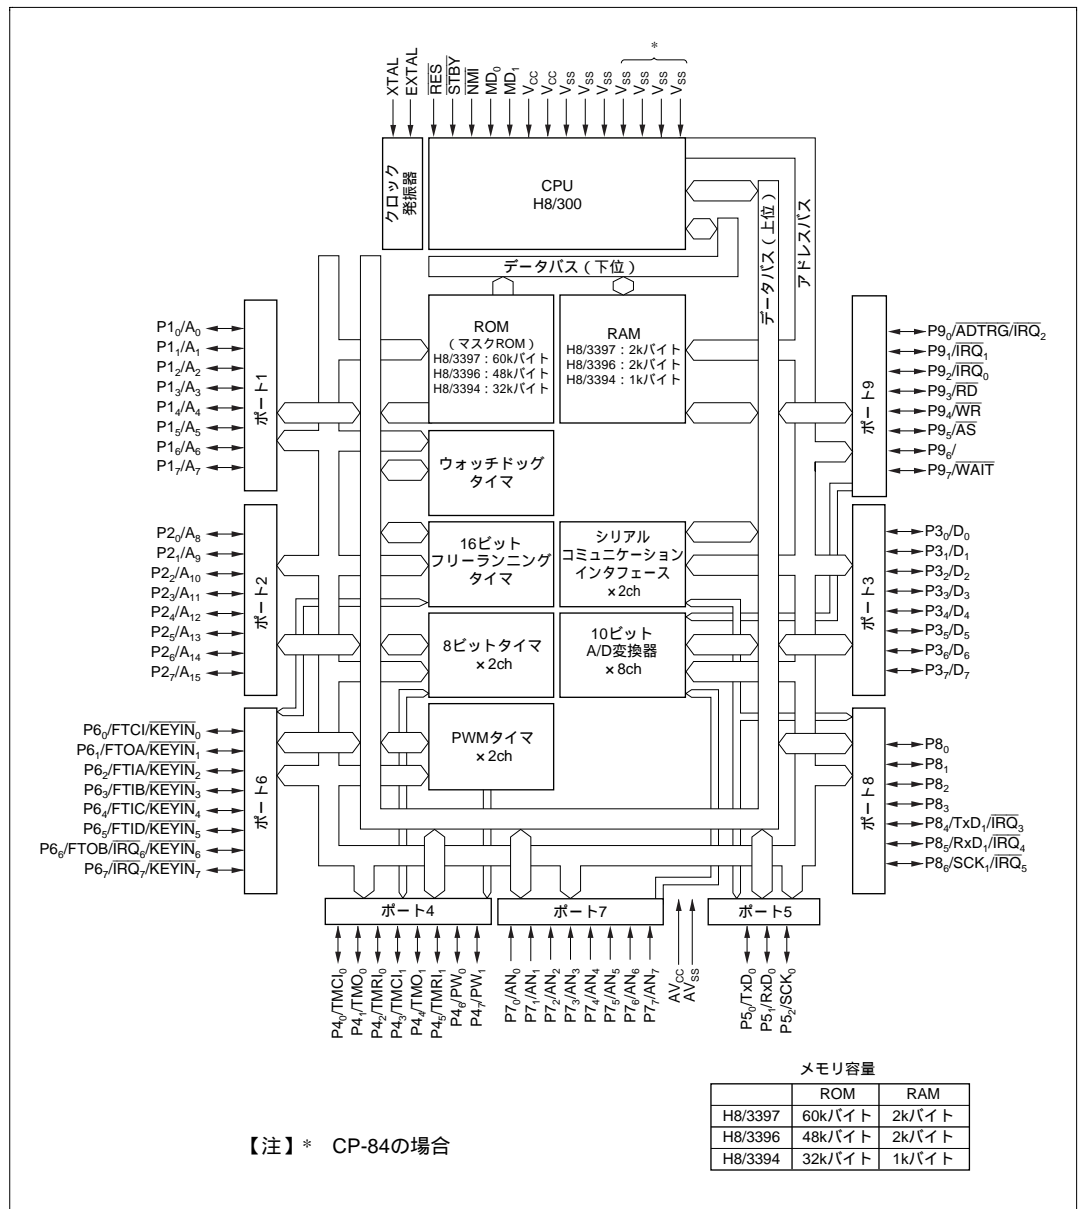 *
XTAL
EXTAL
RES
STBY
NMI
MD0
MD1
VCC
VCC
VSS
VSS
VSS
VSS
VSS
VSS
VSS
クロック
発振器
CPU
H8/300
データバス(下位)
データバス(上位)
アドレスバス
ROM
(マスクROM)
H8/3397:60kバイト
H8/3396:48kバイト
H8/3394:32kバイト
RAM
H8/3397:2kバイト
H8/3396:2kバイト
H8/3394:1kバイト
ウォッチドッグ
タイマ
16ビット
フリーランニング
タイマ
シリアル
コミュニケーション
インタフェース
×2ch
8ビットタイマ
×2ch
10ビット
A/D変換器
×8ch
PWMタイマ
×2ch
P10/A0
P11/A1
P12/A2
P13/A3
P14/A4
P15/A5
P16/A6
P17/A7
ポート1
P20/A8
P21/A9
P22/A10
P23/A11
P24/A12
P25/A13
P26/A14
P27/A15
ポート2
P60/FTCI/KEYIN0
P61/FTOA/KEYIN1
P62/FTIA/KEYIN2
P63/FTIB/KEYIN3
P64/FTIC/KEYIN4
P65/FTID/KEYIN5
P66/FTOB/IRQ6/KEYIN6
P67/IRQ7/KEYIN7
ポート6
ポート9
P90/ADTRG/IRQ2
P91/IRQ1
P92/IRQ0
P93/RD
P94/WR
P95/AS
P96/
P97/WAIT
ポート3
P30/D0
P31/D1
P32/D2
P33/D3
P34/D4
P35/D5
P36/D6
P37/D7
ポート8
P80
P81
P82
P83
P84/TxD1/IRQ3
P85/RxD1/IRQ4
P86/SCK1/IRQ5
ポート4
P40/TMCI0
P41/TMO0
P42/TMRI0
P43/TMCI1
P44/TMO1
P45/TMRI1
P46/PW0
P47/PW1
ポート7
P70/AN0
P71/AN1
P72/AN2
P73/AN3
P74/AN4
P75/AN5
P76/AN6
P77/AN7
AVCC
AVSS
ポート5
P50/TxD0
P51/RxD0
P52/SCK0
メモリ容量
ROM RAM
H8/3397 60kバイト 2kバイト
H8/3396 48kバイト 2kバイト
H8/3394 32kバイト 1kバイト
【注】* CP-84の場合